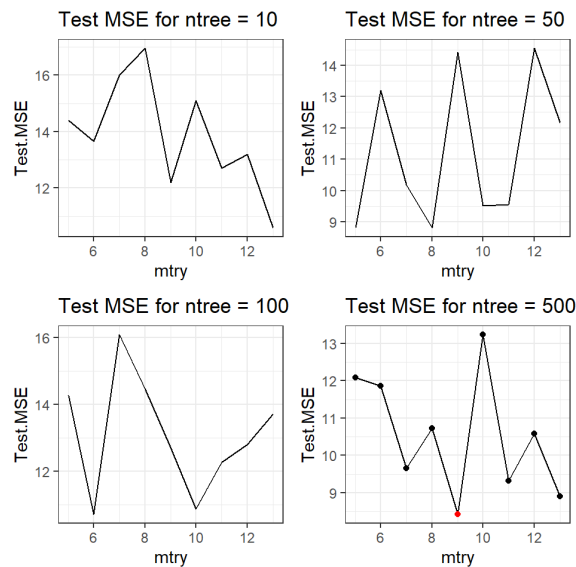 Test MSE for ntree = 10
Test.MSE
16
14
12
6 8 10 12
mtry
Test MSE for ntree = 50
Test.MSE
14
13
12
11
10
9
6 8 10 12
mtry
Test MSE for ntree = 100
Test.MSE
16
14
12
6 8 10 12
mtry
Test MSE for ntree = 500
Test.MSE
13
12
11
10
9
6 8 10 12
mtry